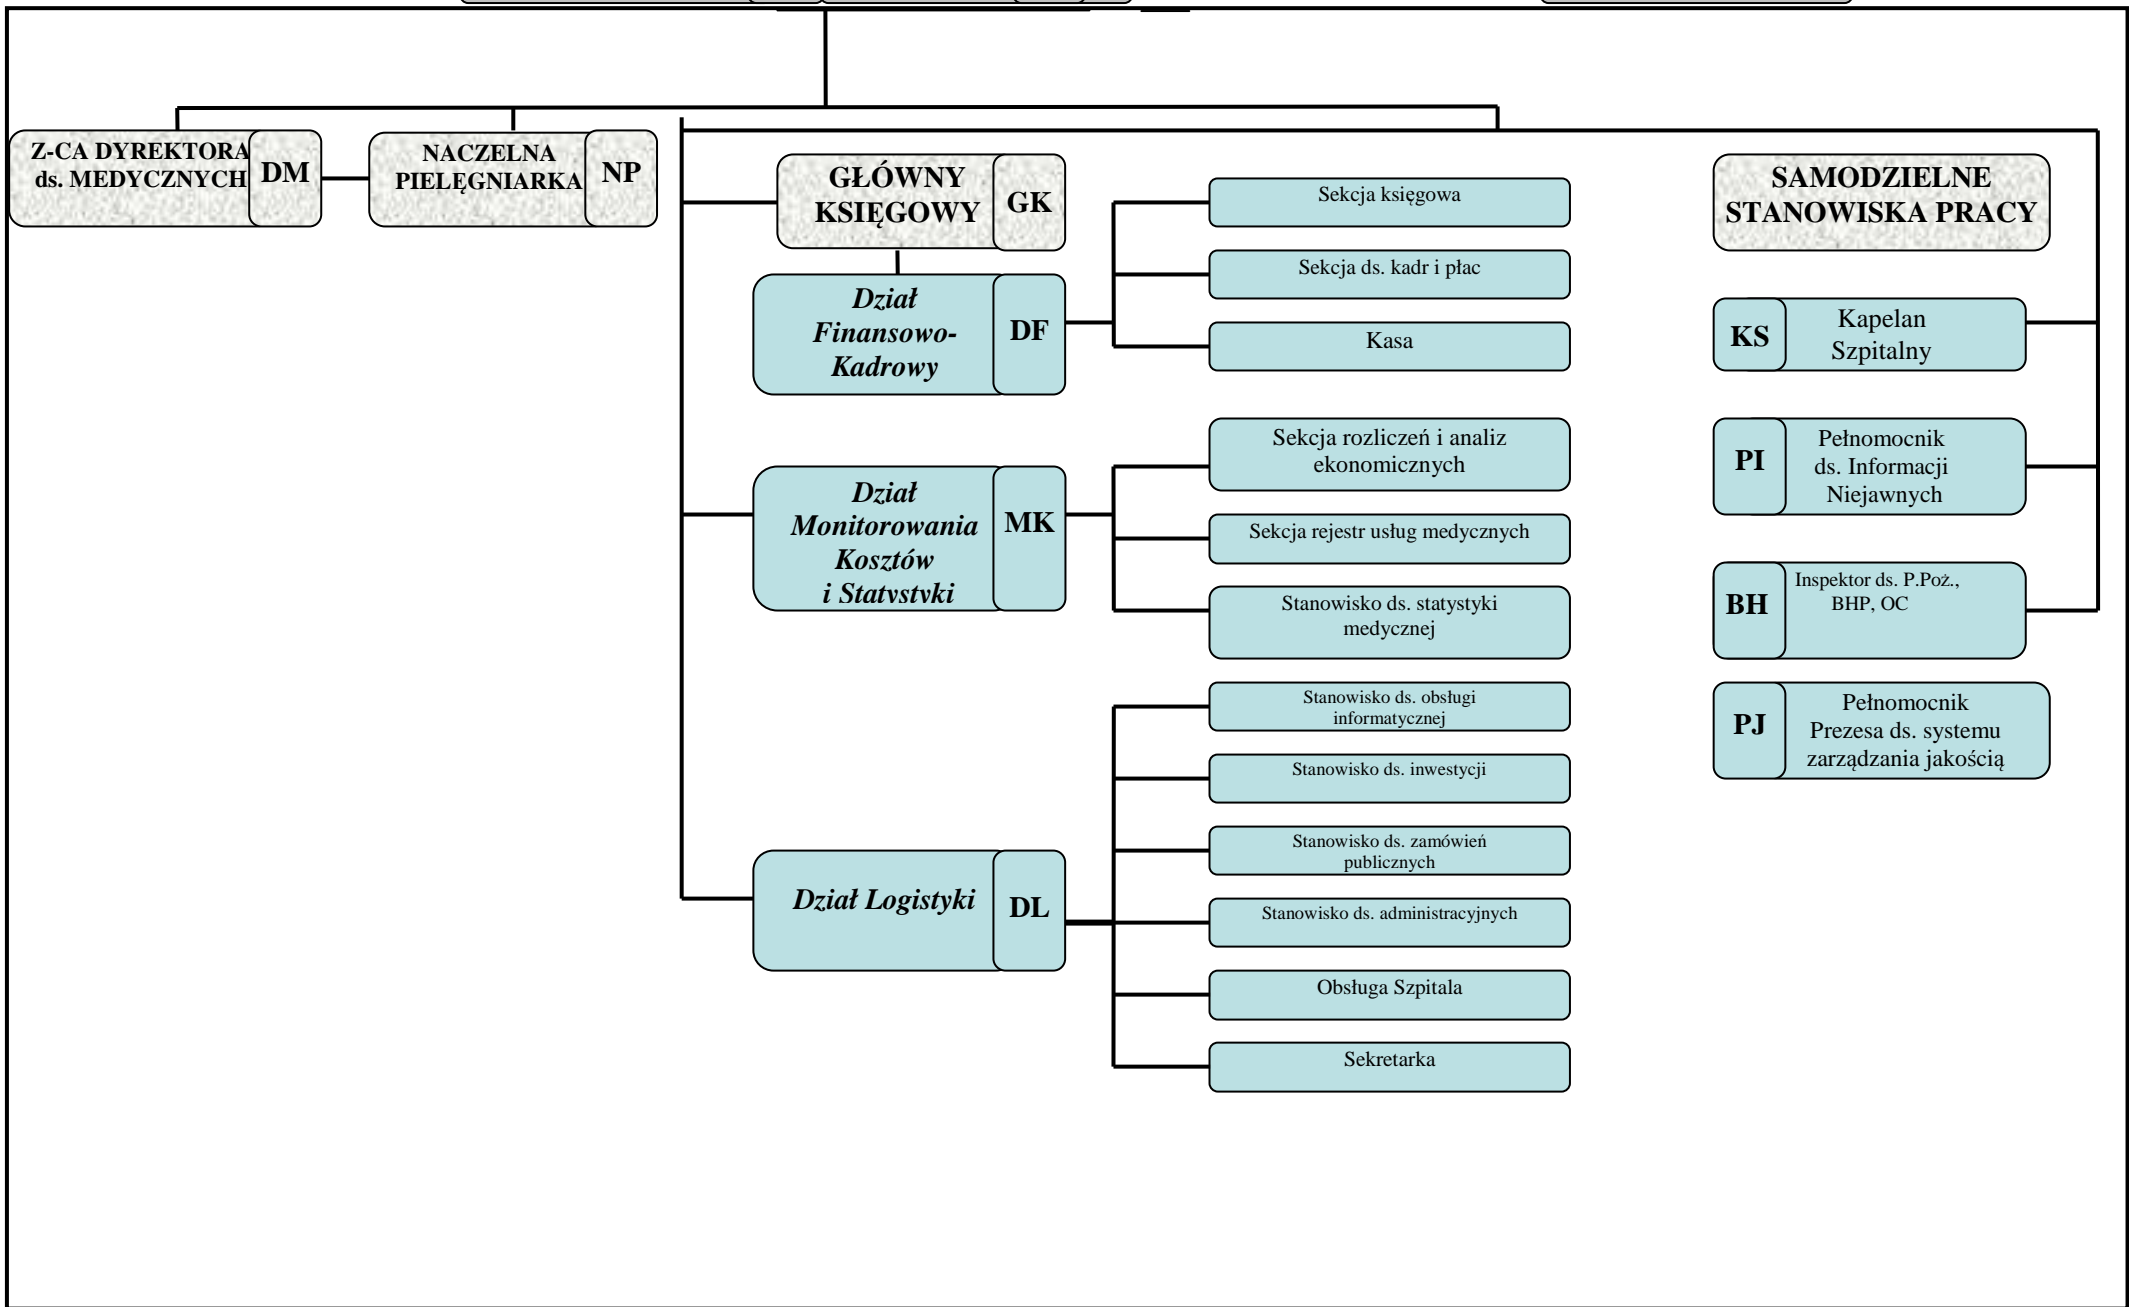 Z-CA DYREKTORA
ds. MEDYCZNYCH
DM
NACZELNA
PIELĘGNIARKA
NP
GŁÓWNY
KSIĘGOWY
GK
Dział
Finansowo-
Kadrowy
DF
Sekcja księgowa
Sekcja ds. kadr i płac
Kasa
Dział
Monitorowania
Kosztów
i Statystyki
MK
Sekcja rozliczeń i analiz
ekonomicznych
Sekcja rejestr usług medycznych
Stanowisko ds. statystyki
medycznej
Dział Logistyki
DL
Stanowisko ds. obsługi
informatycznej
Stanowisko ds. inwestycji
Stanowisko ds. zamówień
publicznych
Stanowisko ds. administracyjnych
Obsługa Szpitala
Sekretarka
SAMODZIELNE
STANOWISKA PRACY
KS
Kapelan
Szpitalny
PI
Pełnomocnik
ds. Informacji
Niejawnych
BH
Inspektor ds. P.Poż.,
BHP, OC
PJ
Pełnomocnik
Prezesa ds. systemu
zarządzania jakością